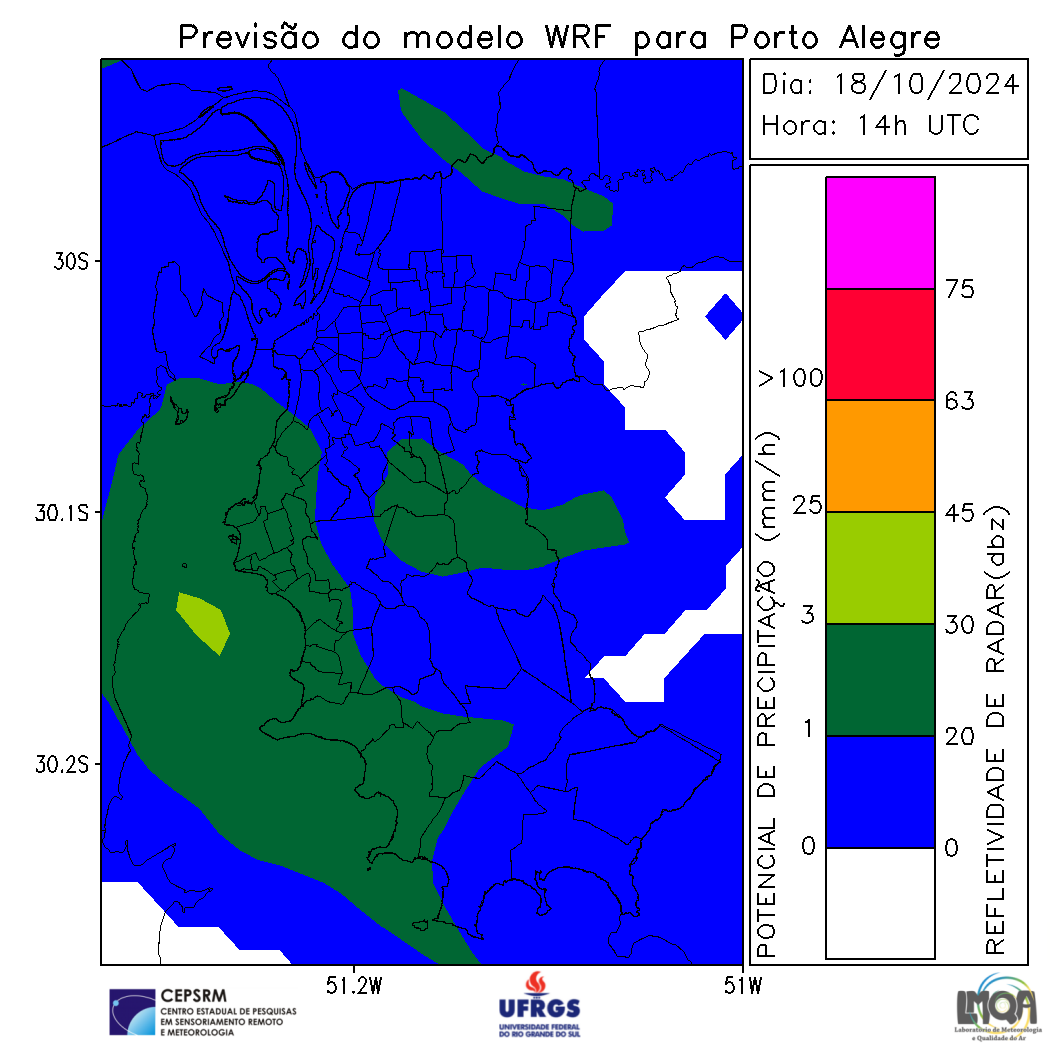 Previsão do modelo WRF para Porto Alegre
Dia: 18/10/2024
Hora: 14h UTC
30S
30.1S
30.2S
51.2W
51W
POTENCIAL DE PRECIPITAÇÃO (mm/h)
>100
25
3
1
0
75
63
45
30
20
0
REFLETIVIDADE DE RADAR(dbz)
CEPSRM
CENTRO ESTADUAL DE PESQUISAS
EM SENSORIAMENTO REMOTO
E METEOROLOGIA
UFRGS
UNIVERSIDADE FEDERAL
DO RIO GRANDE DO SUL
LMQA
Laboratório de Meteorologia
e Qualidade do Ar